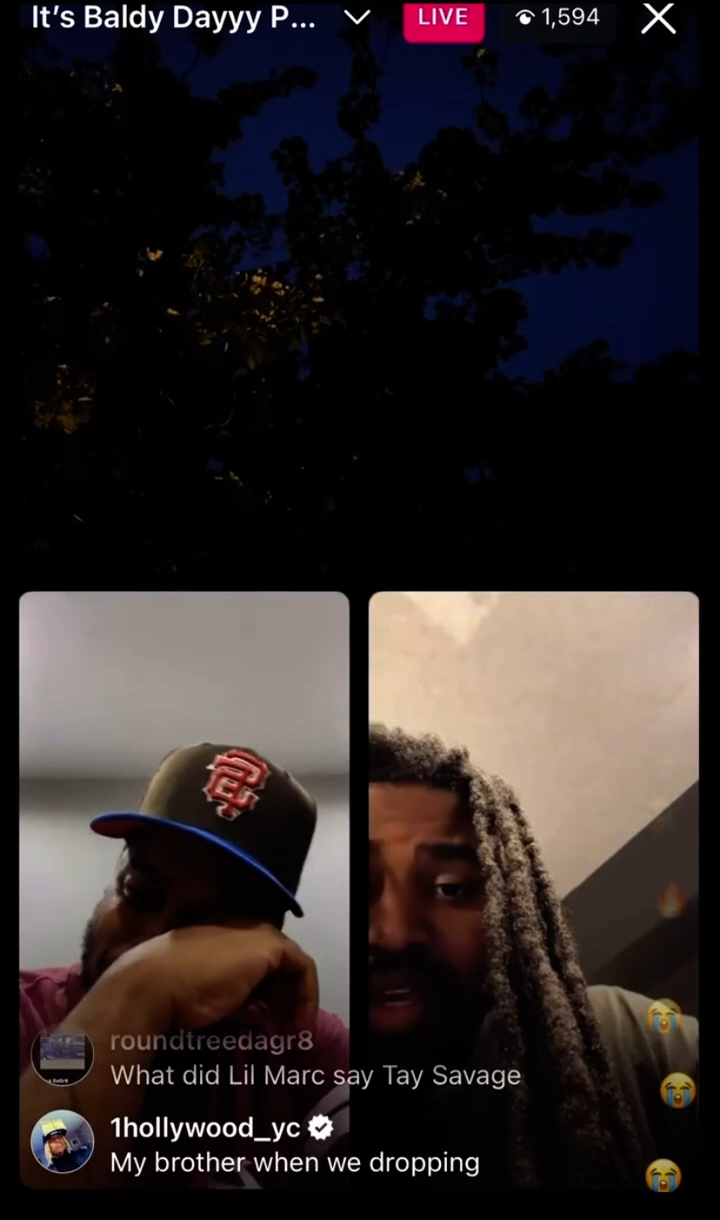 It’s Baldy Dayyy P...
LIVE
1,594
roundtreedagr8
What did Lil Marc say Tay Savage
1hollywood_yc
My brother when we dropping